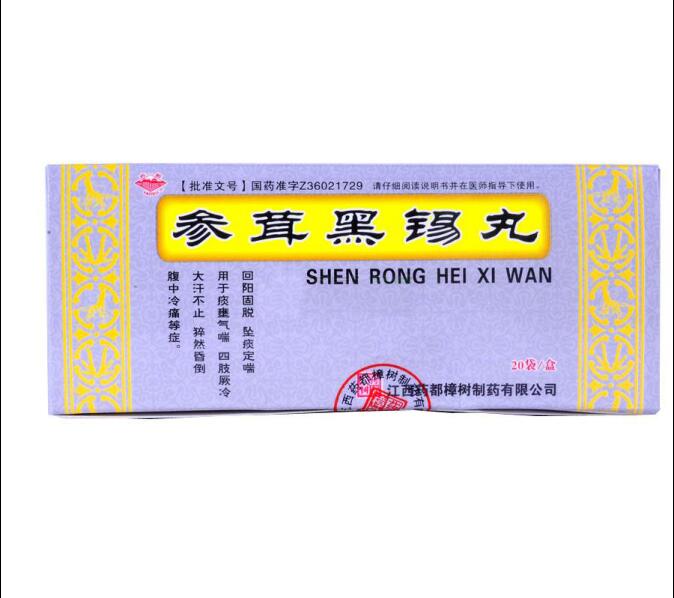 【批准文号】国药准字Z36021729 请仔细阅读说明书并在医师指导下使用。
参茸黑锡丸
SHEN RONG HEI XI WAN
回阳固脱 坠痰定喘
用于痰壅气喘 四肢厥冷
大汗不止 猝然昏倒
腹中冷痛等症。
20袋/盒
江西药都樟树制药有限公司